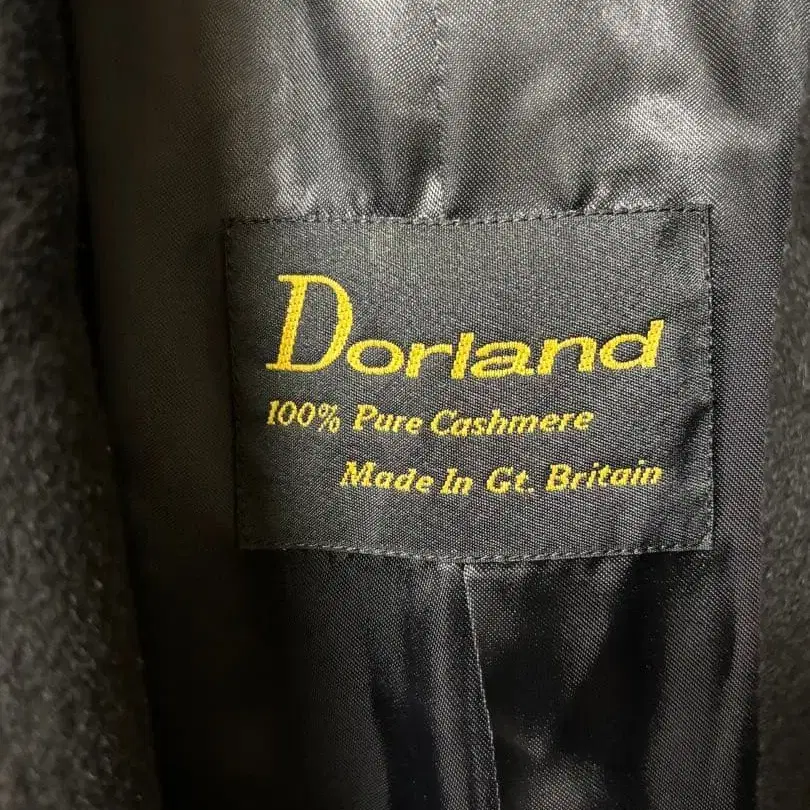 Dorland
100% Pure Cashmere
Made In Gt. Britain